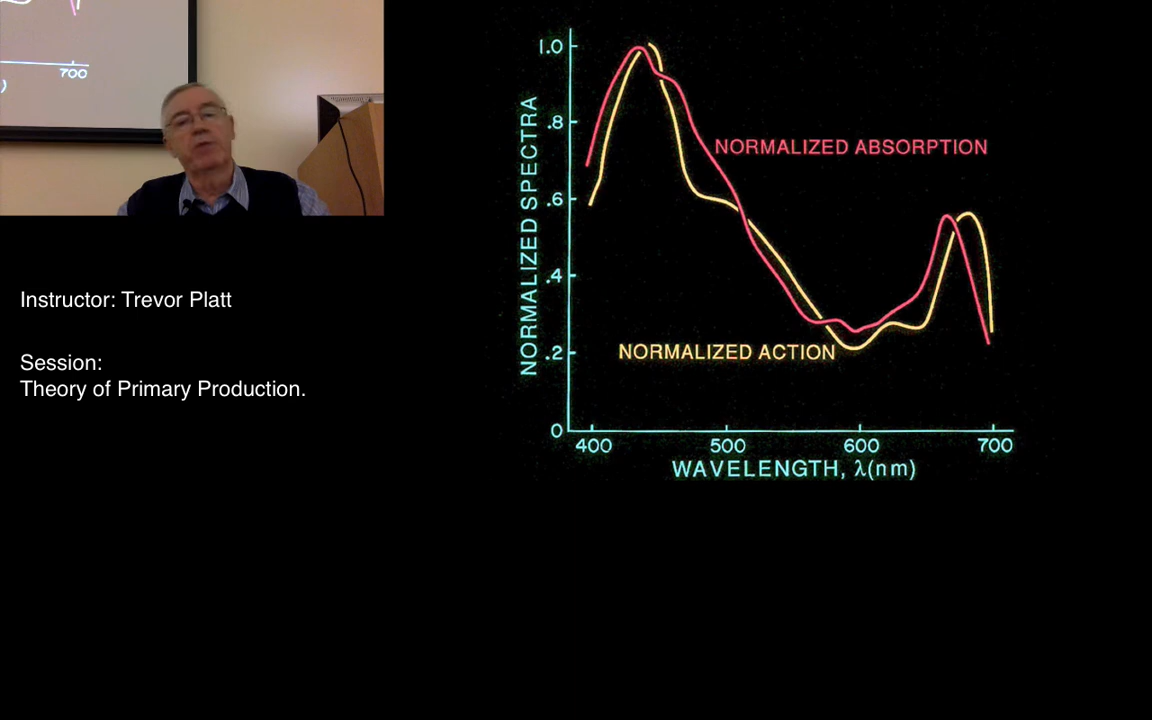 700
)
Instructor: Trevor Platt
Session:
Theory of Primary Production.
NORMALIZED SPECTRA
1.0
.8
.6
.4
.2
0
NORMALIZED ABSORPTION
NORMALIZED ACTION
400 500 600 700
WAVELENGTH, λ(nm)